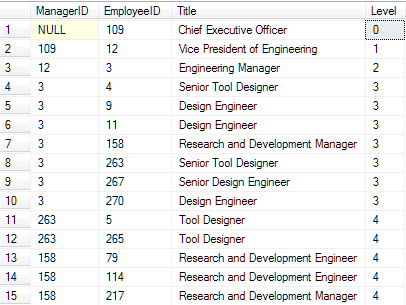 ManagerID EmployeeID Title Level
1 NULL 109 Chief Executive Officer 0
2 109 12 Vice President of Engineering 1
3 12 3 Engineering Manager 2
4 3 4 Senior Tool Designer 3
5 3 9 Design Engineer 3
6 3 11 Design Engineer 3
7 3 158 Research and Development Manager 3
8 3 263 Senior Tool Designer 3
9 3 267 Senior Design Engineer 3
10 3 270 Design Engineer 3
11 263 5 Tool Designer 4
12 263 265 Tool Designer 4
13 158 79 Research and Development Engineer 4
14 158 114 Research and Development Engineer 4
15 158 217 Research and Development Manager 4